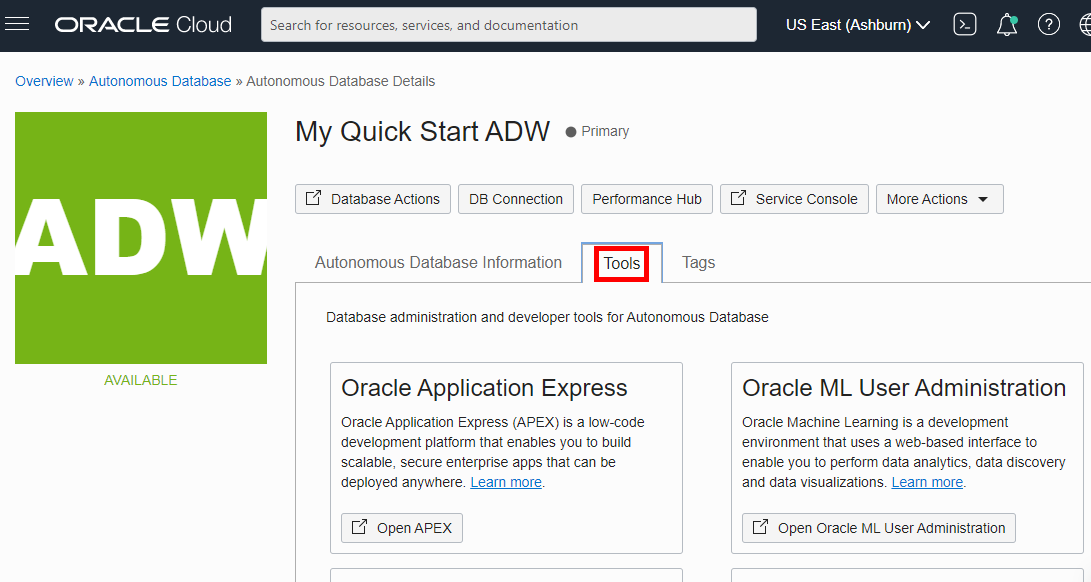 ORACLE Cloud
Search for resources, services, and documentation
US East (Ashburn)
Overview » Autonomous Database » Autonomous Database Details
ADW
AVAILABLE
My Quick Start ADW
Primary
Database Actions
DB Connection
Performance Hub
Service Console
More Actions
Autonomous Database Information
Tools
Tags
Database administration and developer tools for Autonomous Database
Oracle Application Express
Oracle Application Express (APEX) is a low-code
development platform that enables you to build
scalable, secure enterprise apps that can be
deployed anywhere. Learn more.
Open APEX
Oracle ML User Administration
Oracle Machine Learning is a development
environment that uses a web-based interface to
enable you to perform data analytics, data discovery
and data visualizations. Learn more.
Open Oracle ML User Administration